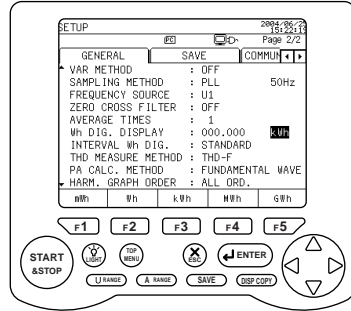 SETUP 2004/06/2
15:22:19
PC Page 2/2
GENERAL SAVE COMMUN
VAR METHOD : OFF
SAMPLING METHOD : PLL 50Hz
FREQUENCY SOURCE : U1
ZERO CROSS FILTER : OFF
AVERAGE TIMES : 1
Wh DIG. DISPLAY : 000.000 kWh
INTERVAL Wh DIG. : STANDARD
THD MEASURE METHOD : THD-F
PA CALC. METHOD : FUNDAMENTAL WAVE
HARM. GRAPH ORDER : ALL ORD.
mWh Wh kWh MWh GWh
F1 F2 F3 F4 F5
START
&STOP
LIGHT
TOP
MENU
ESC
ENTER
U RANGE A RANGE SAVE DISP COPY